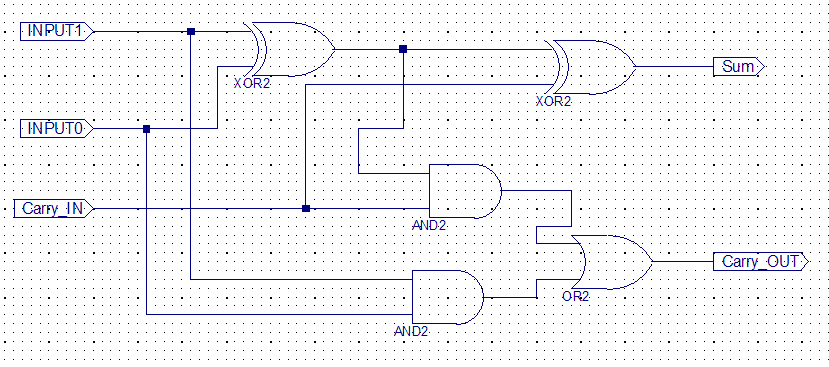 INPUT1
XOR2
Sum
XOR2
INPUT0
Carry_IN
AND2
Carry_OUT
OR2
AND2